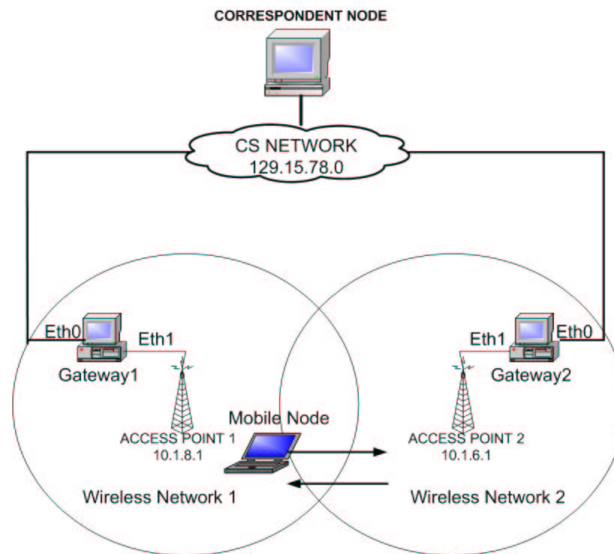 CORRESPONDENT NODE
CS NETWORK
129.15.78.0
Eth0
Eth1
Gateway1
Eth1
Eth0
Gateway2
Mobile Node
ACCESS POINT 1
10.1.8.1
ACCESS POINT 2
10.1.6.1
Wireless Network 1
Wireless Network 2